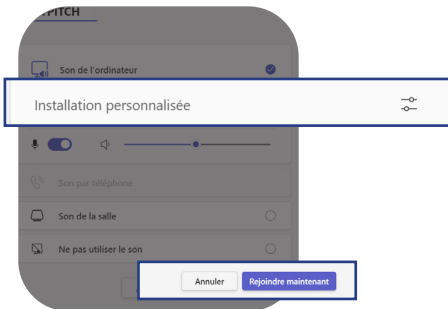 PITCH
Son de l'ordinateur
Installation personnalisée
Son par téléphone
Son de la salle
Ne pas utiliser le son
Annuler
Rejoindre maintenant